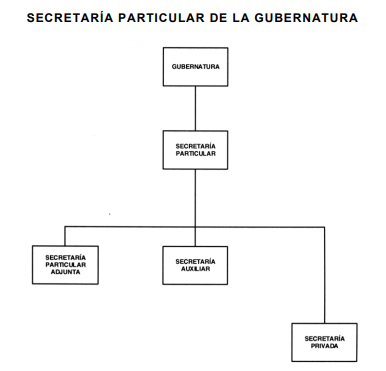 SECRETARÍA PARTICULAR DE LA GUBERNATURA
GUBERNATURA
SECRETARÍA
PARTICULAR
SECRETARÍA
PARTICULAR
ADJUNTA
SECRETARÍA
AUXILIAR
SECRETARÍA
PRIVADA